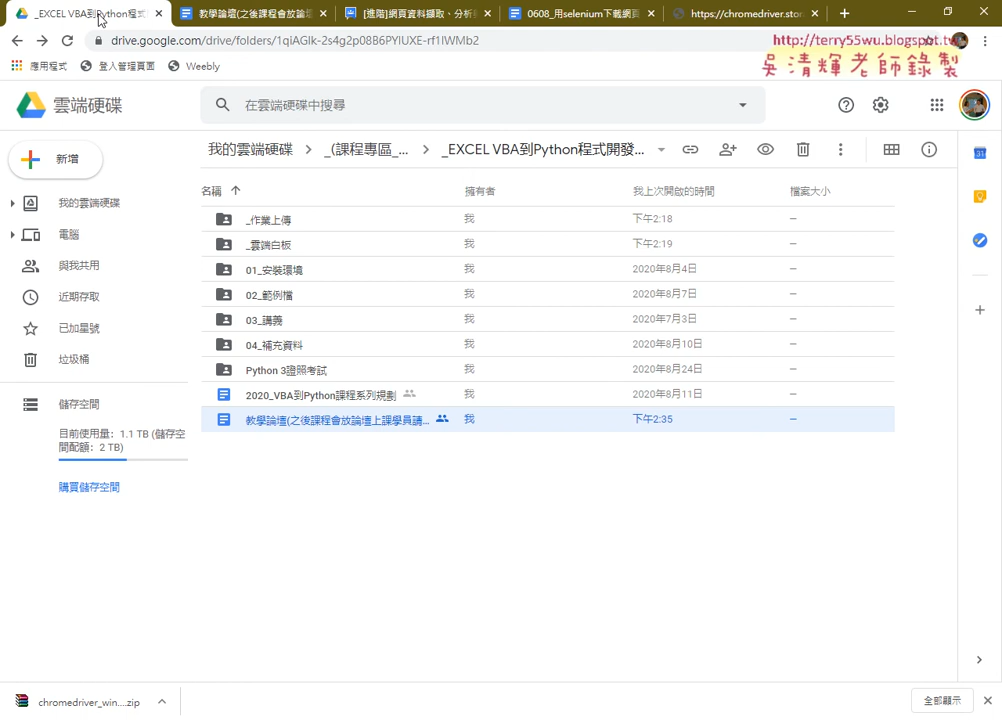 _EXCEL VBA到Python程式
教學論壇(之後課程會放論壇
[進階]網頁資料擷取、分析
0608_用selenium下載網頁
https://chromedriver.stor
drive.google.com/drive/folders/1qiAGIk-2s4g2p08B6PYIUXE-rf1IWMb2
http://terry55wu.blogspot.tw
吳清輝老師錄製
應用程式
登入管理頁面
Weebly
雲端硬碟
在雲端硬碟中搜尋
新增
我的雲端硬碟 > _(課程專區_... > _EXCEL VBA到Python程式開發...
名稱 擁有者 我上次開啟的時間 檔案大小
_作業上傳 我 下午2:18 —
_雲端白板 我 下午2:19 —
01_安裝環境 我 2020年8月4日 —
02_範例檔 我 2020年8月7日 —
03_講義 我 2020年7月3日 —
04_補充資料 我 2020年8月10日 —
Python 3證照考試 我 2020年8月24日 —
2020_VBA到Python課程系列規劃 我 2020年8月11日 —
教學論壇(之後課程會放論壇上課學員請... 我 下午2:35 —
我的雲端硬碟
電腦
與我共用
近期存取
已加星號
垃圾桶
儲存空間
目前使用量：1.1 TB (儲存空
間配額：2 TB)
購買儲存空間
31
chromedriver_win....zip
全部顯示